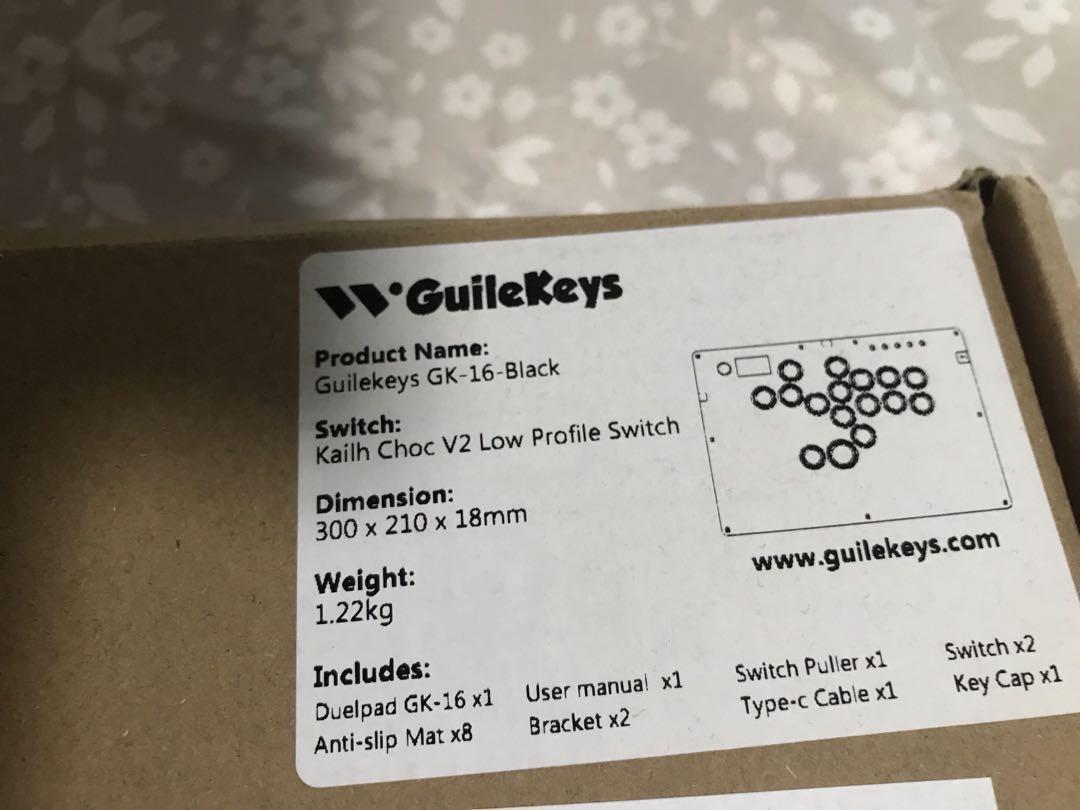 GuileKeys
Product Name:
Guilekeys GK-16-Black
Switch:
Kailh Choc V2 Low Profile Switch
Dimension:
300 x 210 x 18mm
Weight:
1.22kg
www.guilekeys.com
Includes:
Duelpad GK-16 x1 User manual x1 Switch Puller x1 Switch x2
Anti-slip Mat x8 Bracket x2 Type-c Cable x1 Key Cap x1